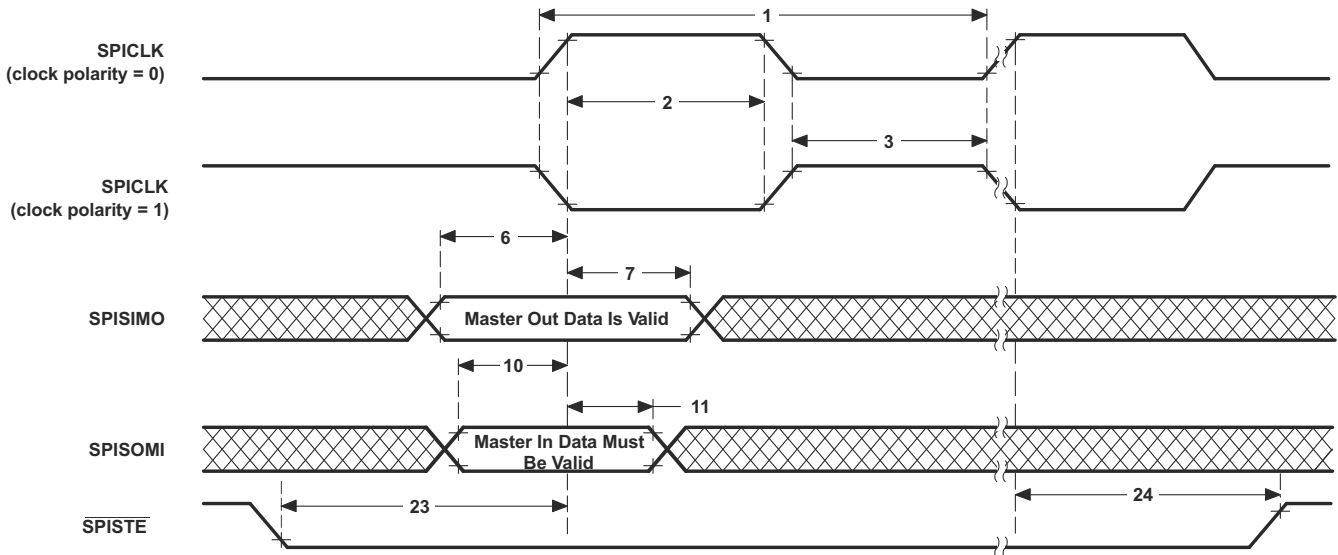 1
SPICLK
(clock polarity = 0)
2
3
SPICLK
(clock polarity = 1)
6
7
SPISIMO
Master Out Data Is Valid
10
11
SPISOMI
Master In Data Must
Be Valid
23
24
SPISTE